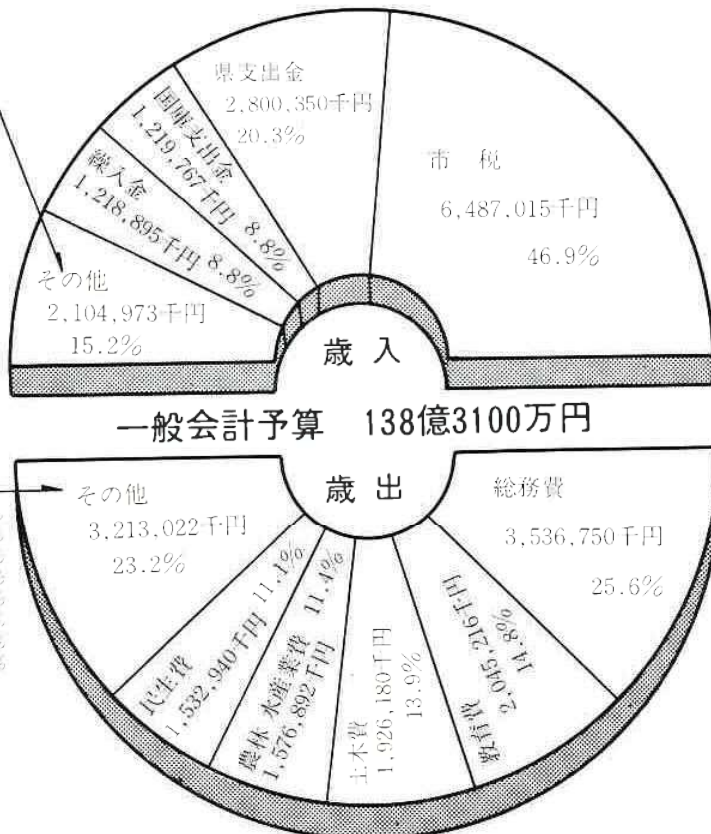 県支出金
2,800,350千円
20.3%
国庫支出金
1,219,767千円 8.8%
繰入金
1,218,895千円 8.8%
その他
2,104,973千円
15.2%
市税
6,487,015千円
46.9%
歳入
一般会計予算 138億3100万円
歳出
その他
3,213,022千円
23.2%
民生費
1,532,940千円 11.1%
農林水産業費 11.4%
1,576,892千円
土木費
1,926,180千円
13.9%
教育費
2,045,216千円
14.8%
総務費
3,536,750千円
25.6%